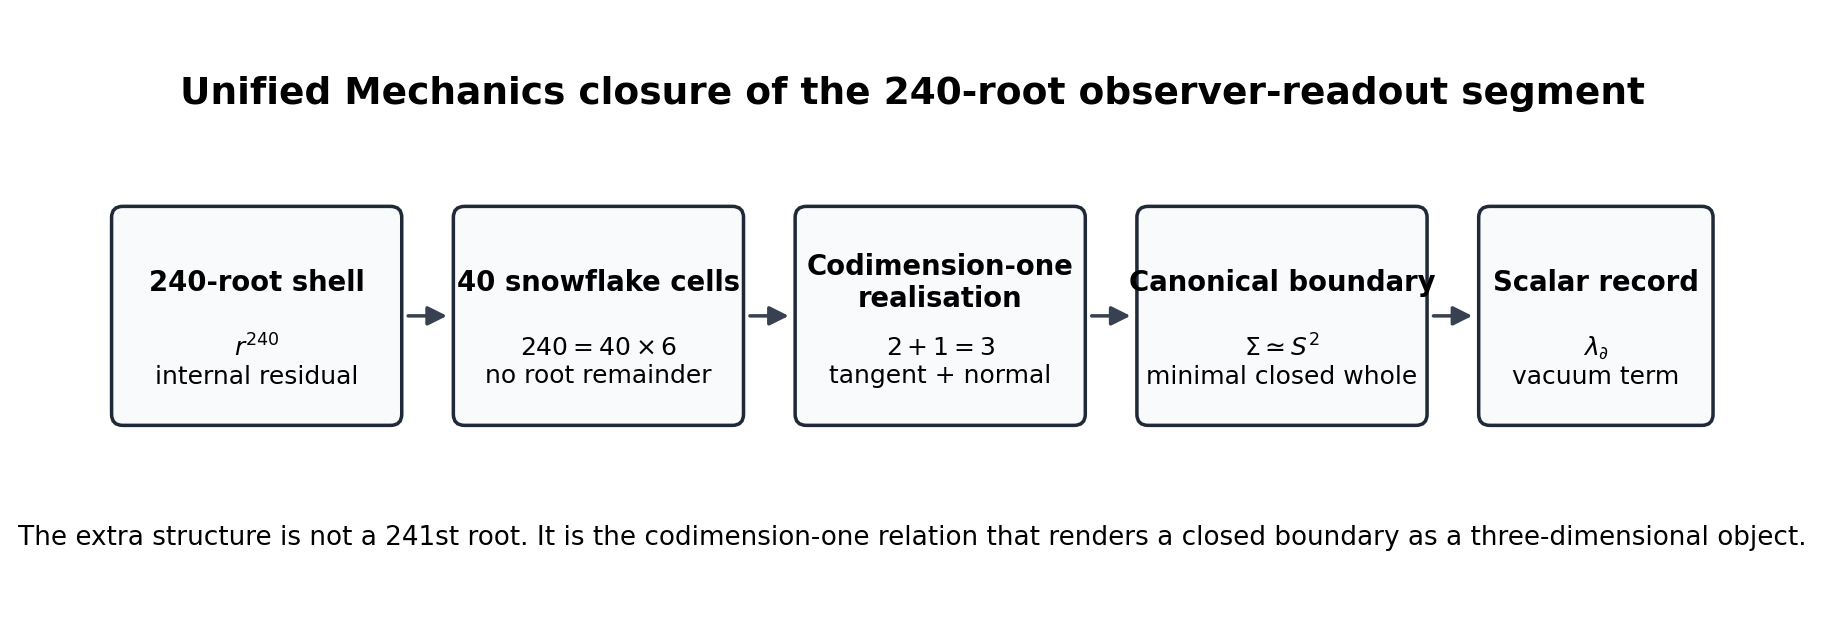 Unified Mechanics closure of the 240-root observer-readout segment
240-root shell
r²⁴⁰
internal residual
40 snowflake cells
240 = 40 × 6
no root remainder
Codimension-one
realisation
2 + 1 = 3
tangent + normal
Canonical boundary
Σ ≃ S²
minimal closed whole
Scalar record
λ∂
vacuum term
The extra structure is not a 241st root. It is the codimension-one relation that renders a closed boundary as a three-dimensional object.